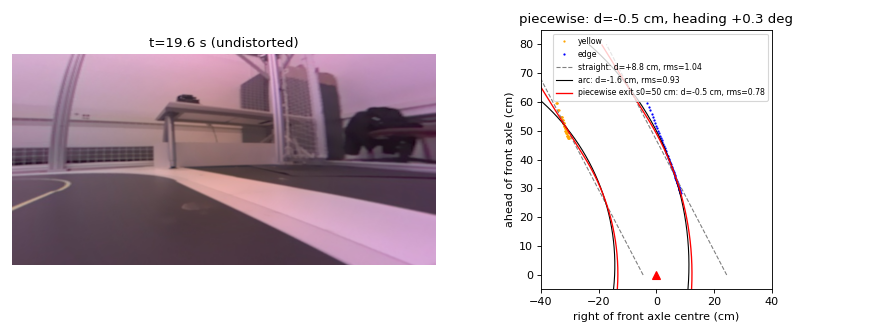 t=19.6 s (undistorted)
piecewise: d=-0.5 cm, heading +0.3 deg
yellow
edge
straight: d=+8.8 cm, rms=1.04
arc: d=-1.6 cm, rms=0.93
piecewise exit s0=50 cm: d=-0.5 cm, rms=0.78
ahead of front axle (cm)
80
70
60
50
40
30
20
10
0
−40
−20
0
20
40
right of front axle centre (cm)